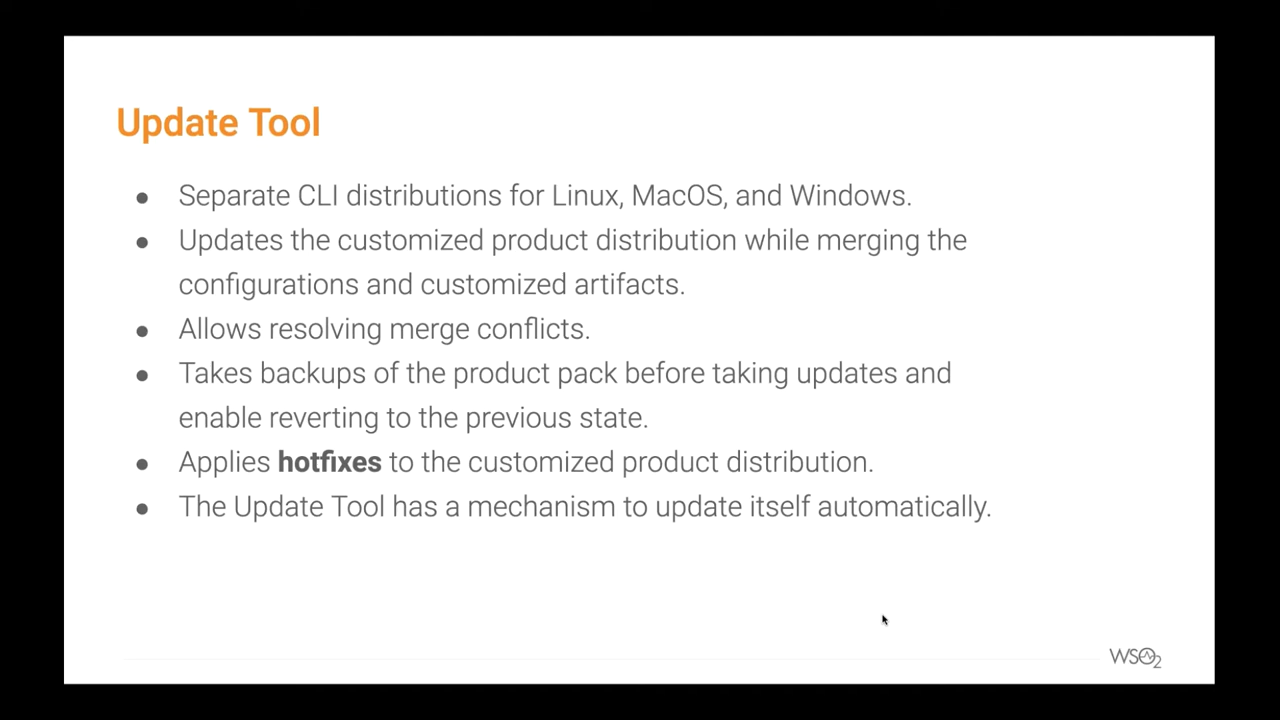 Update Tool
● Separate CLI distributions for Linux, MacOS, and Windows.
● Updates the customized product distribution while merging the
configurations and customized artifacts.
● Allows resolving merge conflicts.
● Takes backups of the product pack before taking updates and
enable reverting to the previous state.
● Applies hotfixes to the customized product distribution.
● The Update Tool has a mechanism to update itself automatically.
WSO2